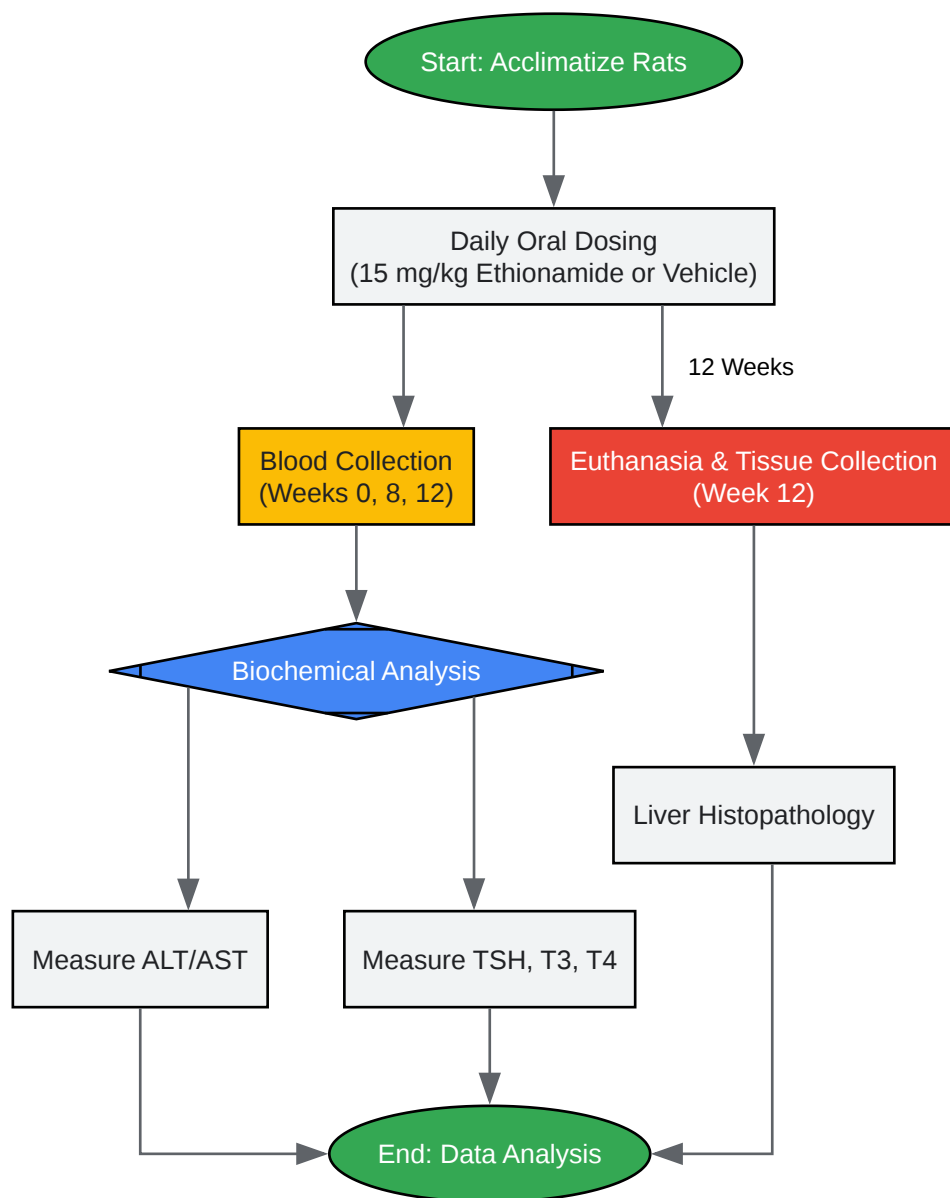 Start: Acclimatize Rats
Daily Oral Dosing
(15 mg/kg Ethionamide or Vehicle)
12 Weeks
Blood Collection
(Weeks 0, 8, 12)
Euthanasia & Tissue Collection
(Week 12)
Biochemical Analysis
Liver Histopathology
Measure ALT/AST
Measure TSH, T3, T4
End: Data Analysis